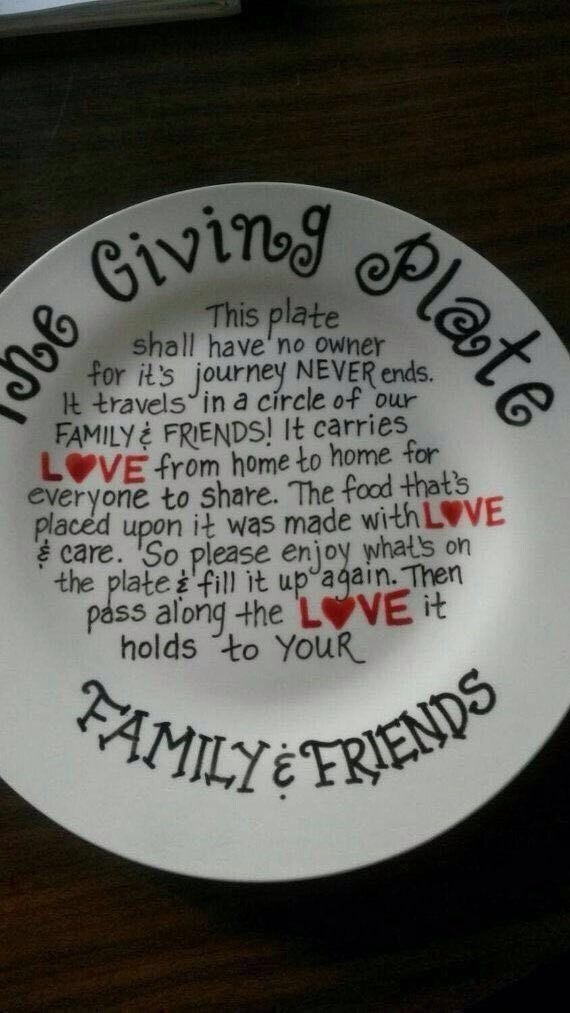 The Giving Plate
This plate
shall have no owner
for it's journey NEVER ends.
It travels in a circle of our
FAMILY & FRIENDS! It carries
LOVE from home to home for
everyone to share. The food that's
placed upon it was made with LOVE
& care. So please enjoy what's on
the plate & fill it up again. Then
pass along the LOVE it
holds to YOUR
FAMILY & FRIENDS